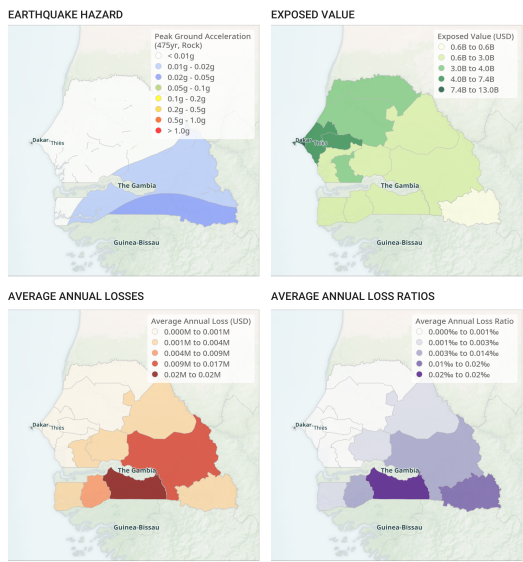 EARTHQUAKE HAZARD
Peak Ground Acceleration
(475yr, Rock)
< 0.01g
0.01g - 0.02g
0.02g - 0.05g
0.05g - 0.1g
0.1g - 0.2g
0.2g - 0.5g
0.5g - 1.0g
> 1.0g
Dakar
Thiès
The Gambia
Guinea-Bissau
EXPOSED VALUE
Exposed Value (USD)
0.6B to 0.6B
0.6B to 3.0B
3.0B to 4.0B
4.0B to 7.4B
7.4B to 13.0B
Dakar
Thiès
The Gambia
Guinea-Bissau
AVERAGE ANNUAL LOSSES
Average Annual Loss (USD)
0.000M to 0.001M
0.001M to 0.004M
0.004M to 0.009M
0.009M to 0.017M
0.02M to 0.02M
Dakar
Thiès
The Gambia
Guinea-Bissau
AVERAGE ANNUAL LOSS RATIOS
Average Annual Loss Ratio
0.000‰ to 0.001‰
0.001‰ to 0.003‰
0.003‰ to 0.014‰
0.01‰ to 0.02‰
0.02‰ to 0.02‰
Dakar
Thiès
The Gambia
Guinea-Bissau